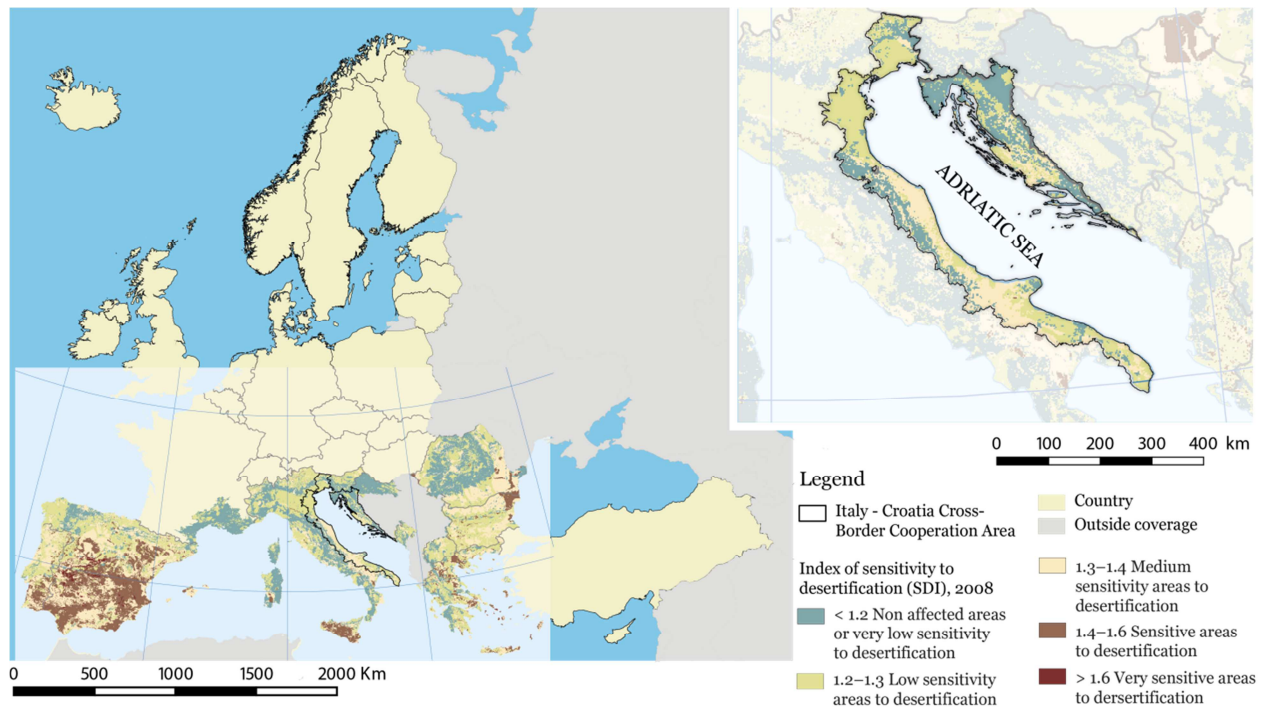 ADRIATIC SEA
0 100 200 300 400 km
Legend
Italy - Croatia Cross-
Border Cooperation Area
Index of sensitivity to
desertification (SDI), 2008
< 1.2 Non affected areas
or very low sensitivity
to desertification
1.2–1.3 Low sensitivity
areas to desertification
Country
Outside coverage
1.3–1.4 Medium
sensitivity areas to
desertification
1.4–1.6 Sensitive areas
to desertification
> 1.6 Very sensitive areas
to dersertification
0 500 1000 1500 2000 Km